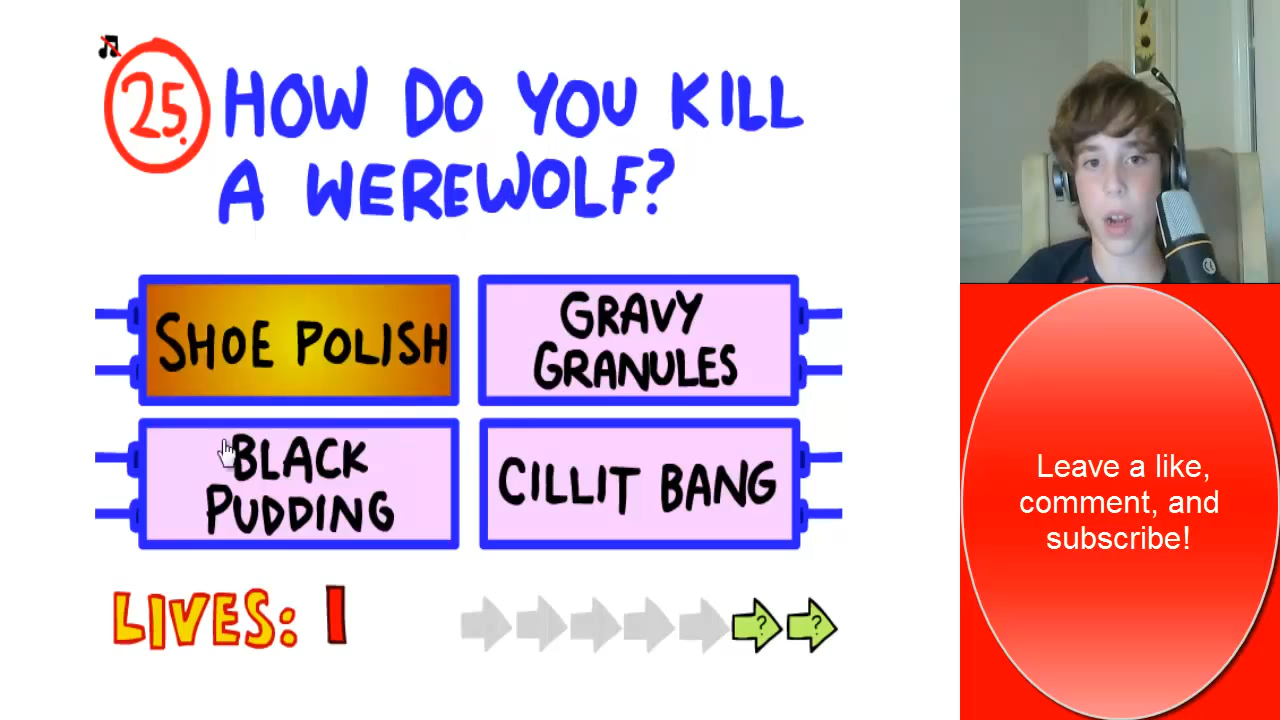 25. HOW DO YOU KILL
A WEREWOLF?
SHOE POLISH
GRAVY
GRANULES
BLACK
PUDDING
CILLIT BANG
LIVES: 1
? ?
Leave a like,
comment, and
subscribe!